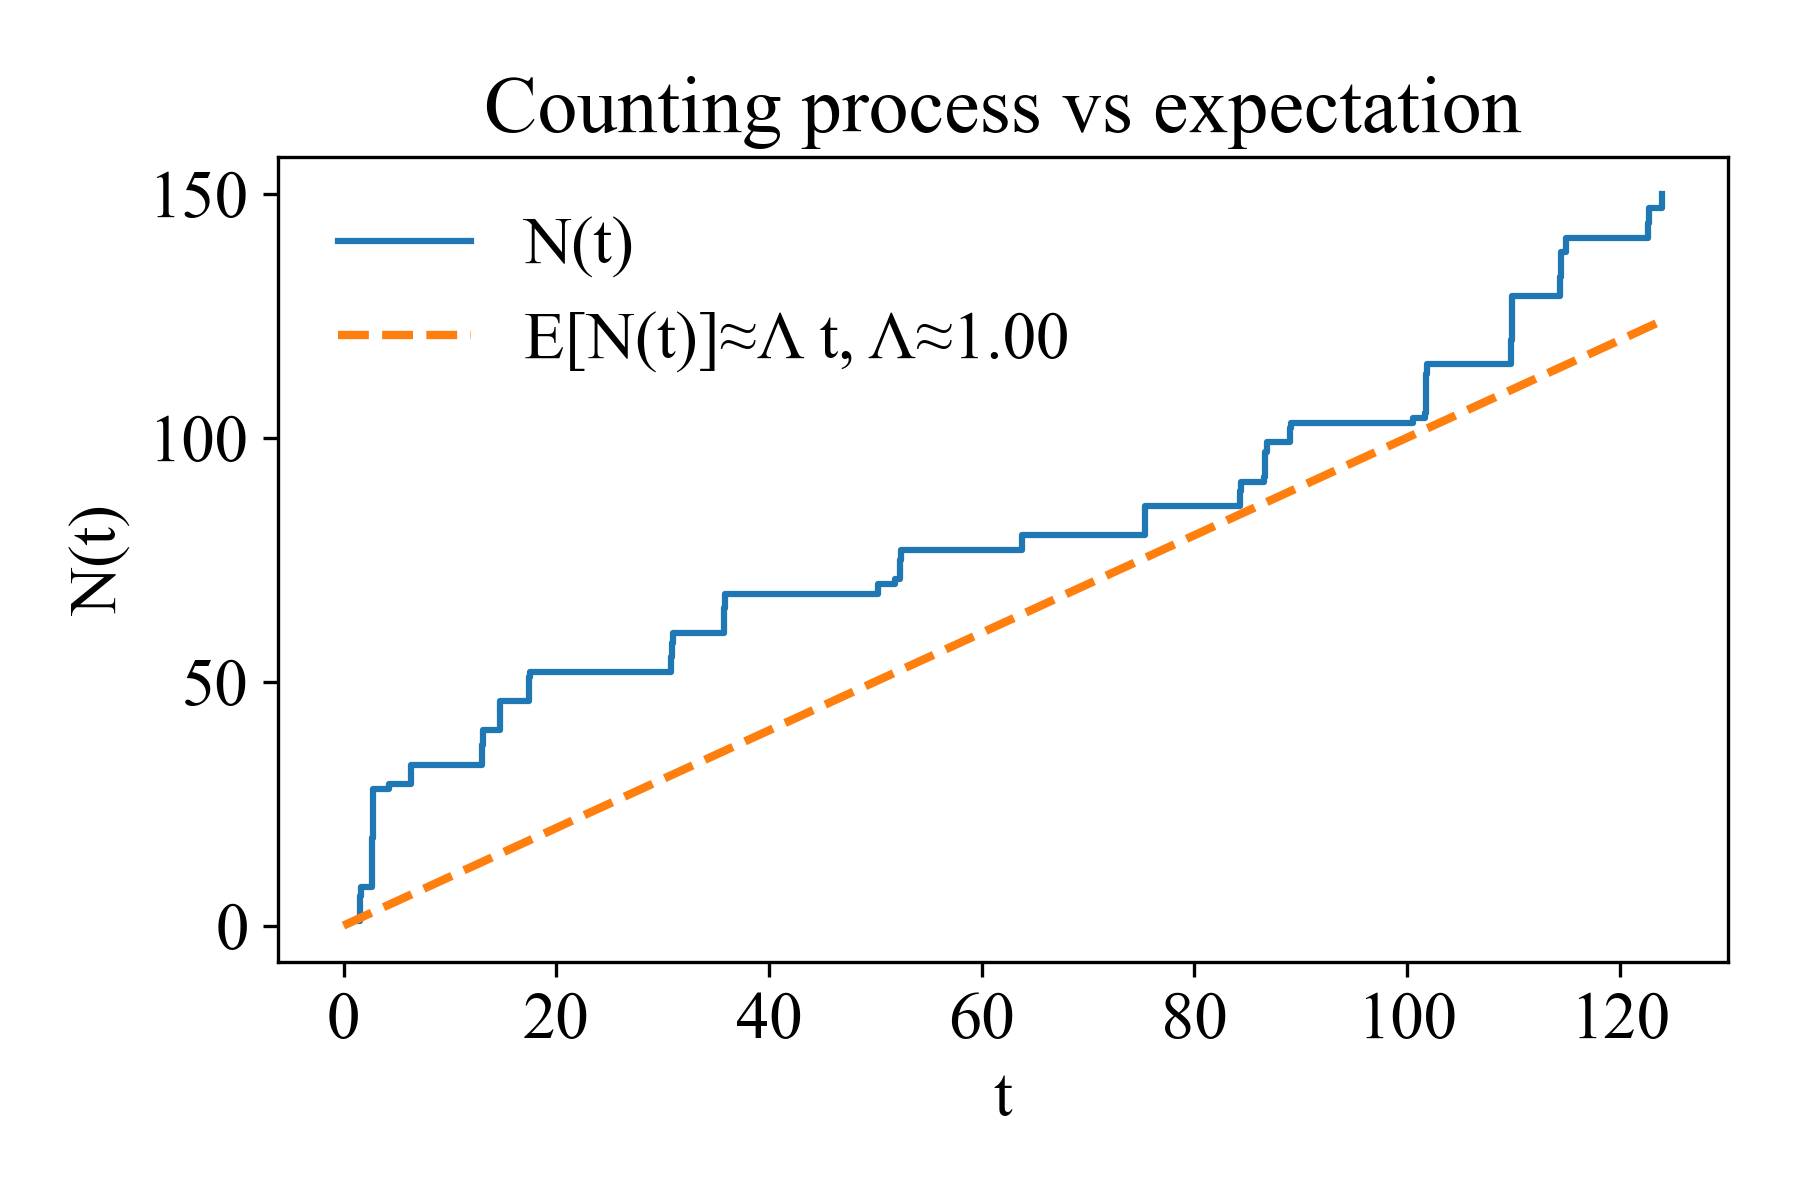 Counting process vs expectation
N(t)
E[N(t)]≈Λ t, Λ≈1.00
150
100
50
0
N(t)
0 20 40 60 80 100 120
t